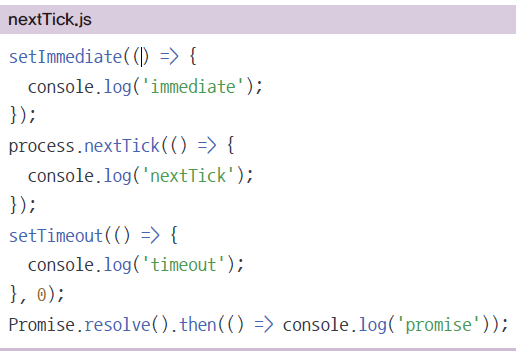 nextTick.js
setImmediate(() => {
  console.log('immediate');
});
process.nextTick(() => {
  console.log('nextTick');
});
setTimeout(() => {
  console.log('timeout');
}, 0);
Promise.resolve().then(() => console.log('promise'));